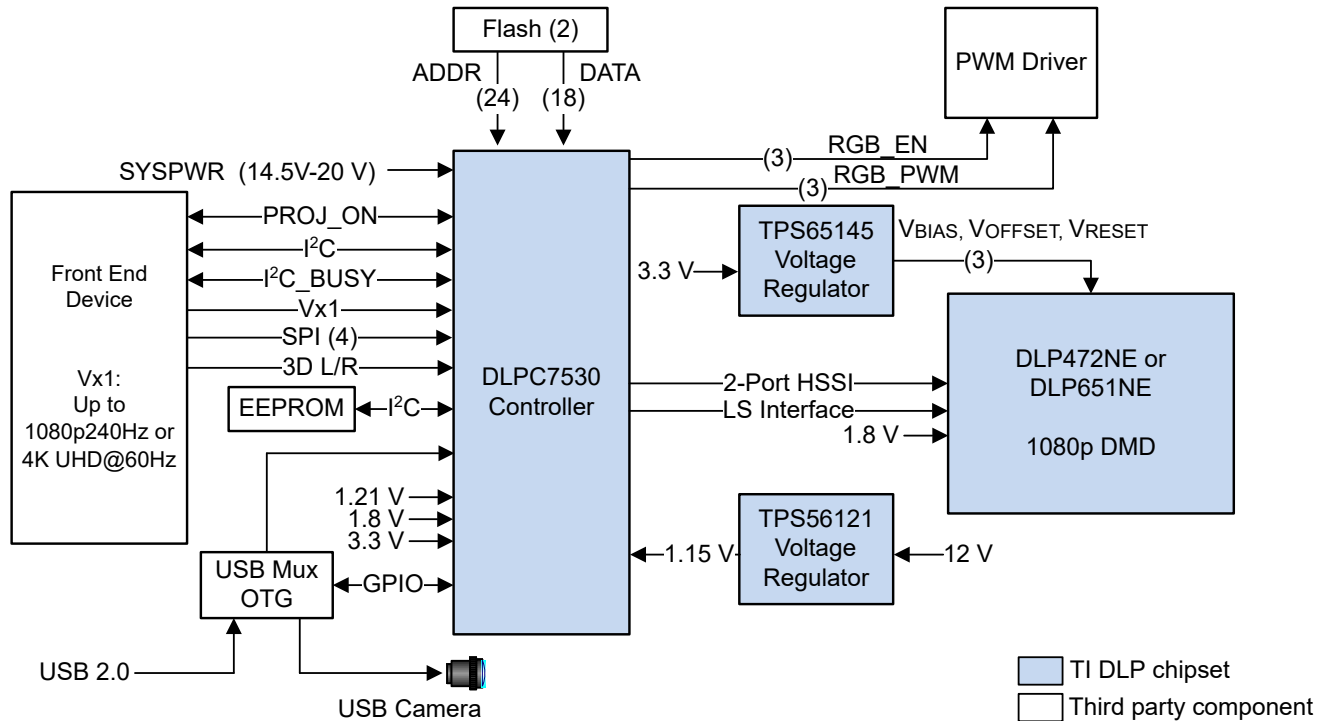 Flash (2)
ADDR
(24)
DATA
(18)
PWM Driver
RGB_EN
(3)
RGB_PWM
(3)
SYSPWR (14.5V-20 V)
PROJ_ON
I²C
I²C_BUSY
Vx1
SPI (4)
3D L/R
Front End
Device
Vx1:
Up to
1080p240Hz or
4K UHD@60Hz
EEPROM
I²C
DLPC7530
Controller
TPS65145
Voltage
Regulator
3.3 V
VBIAS, VOFFSET, VRESET
(3)
2-Port HSSI
LS Interface
1.8 V
DLP472NE or
DLP651NE
1080p DMD
1.21 V
1.8 V
3.3 V
USB Mux
OTG
GPIO
1.15 V
TPS56121
Voltage
Regulator
12 V
USB 2.0
USB Camera
TI DLP chipset
Third party component